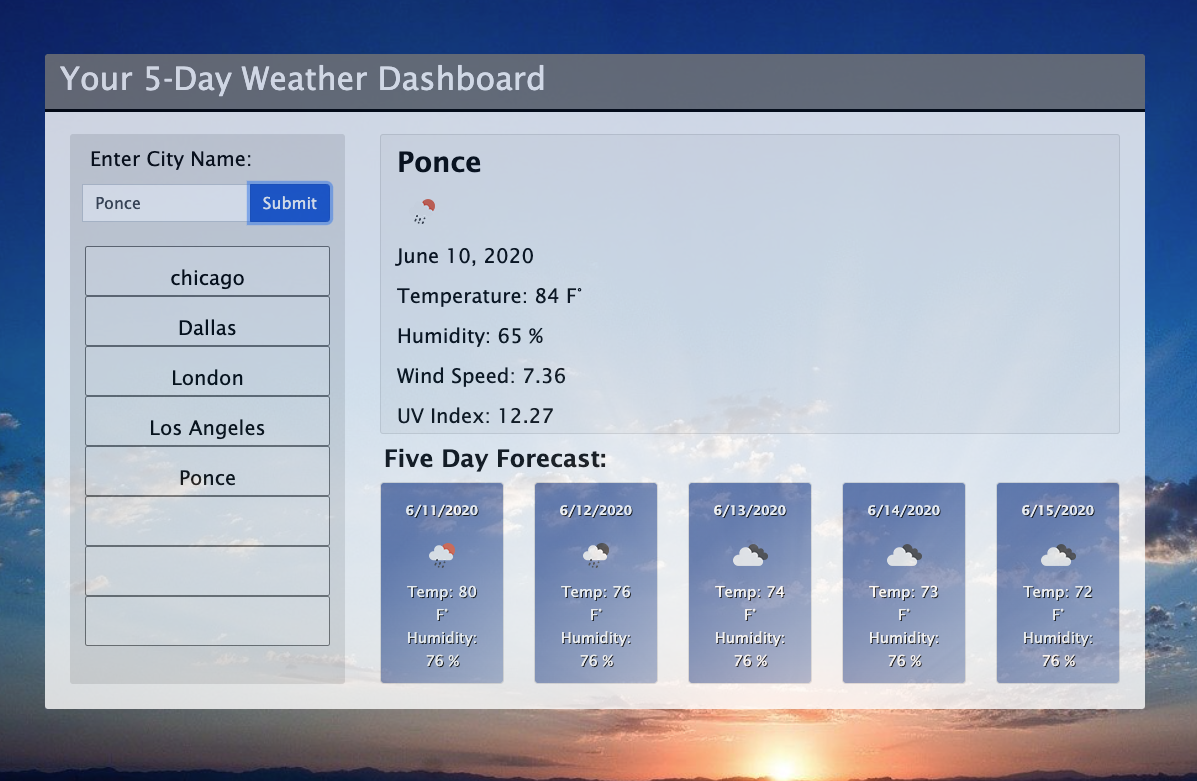 Your 5-Day Weather Dashboard
Enter City Name:
Ponce
Submit
chicago
Dallas
London
Los Angeles
Ponce
Ponce
June 10, 2020
Temperature: 84 F˚
Humidity: 65 %
Wind Speed: 7.36
UV Index: 12.27
Five Day Forecast:
6/11/2020
Temp: 80
F˚
Humidity:
76 %
6/12/2020
Temp: 76
F˚
Humidity:
76 %
6/13/2020
Temp: 74
F˚
Humidity:
76 %
6/14/2020
Temp: 73
F˚
Humidity:
76 %
6/15/2020
Temp: 72
F˚
Humidity:
76 %